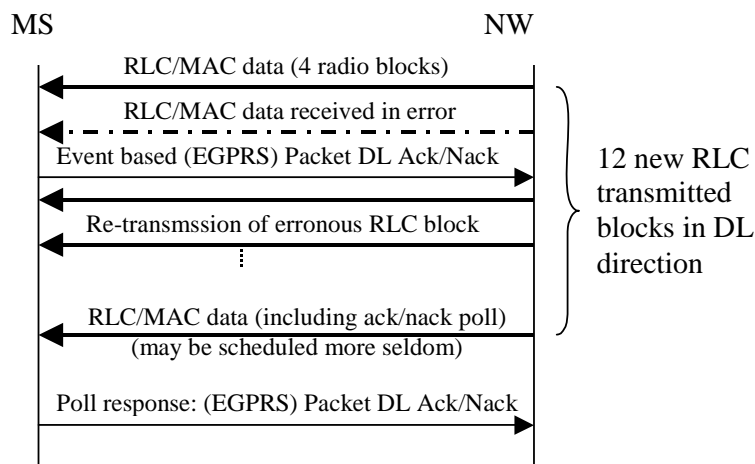 MS
NW
RLC/MAC data (4 radio blocks)
RLC/MAC data received in error
Event based (EGPRS) Packet DL Ack/Nack
Re-transmssion of erronous RLC block
RLC/MAC data (including ack/nack poll)
(may be scheduled more seldom)
Poll response: (EGPRS) Packet DL Ack/Nack
12 new RLC
transmitted
blocks in DL
direction